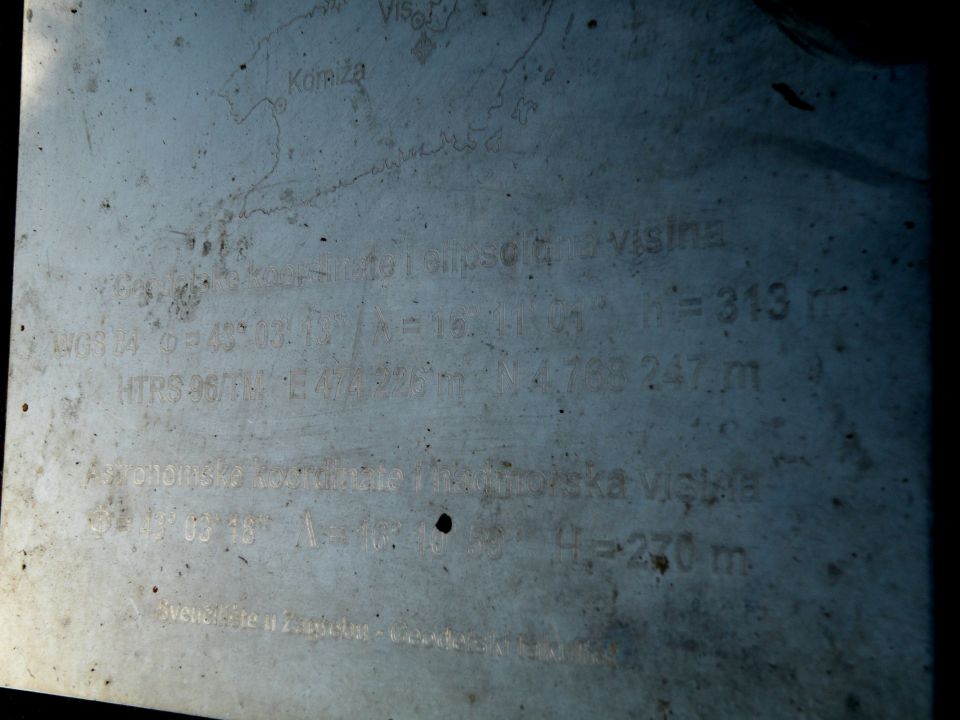 Vis
Komiža
Geodetske koordinate i elipsoidna visina
WGS 84 φ = 43° 03' 13" λ = 16° 11' 01" h = 313 m
HTRS 96/TM E 474 226 m N 4 768 247 m
Astronomske koordinate i nadmorska visina
Φ = 43° 03' 18" Λ = 16° 10' 59" H = 270 m
Sveučilište u Zagrebu - Geodetski fakultet